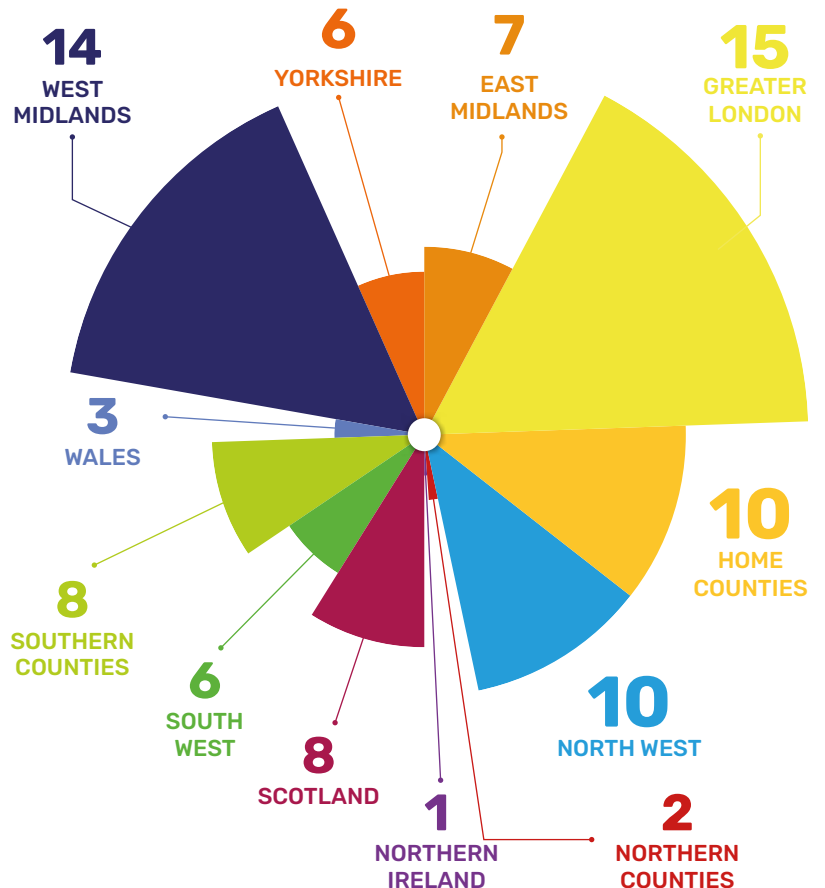 14
WEST
MIDLANDS
6
YORKSHIRE
7
EAST
MIDLANDS
15
GREATER
LONDON
3
WALES
10
HOME
COUNTIES
8
SOUTHERN
COUNTIES
6
SOUTH
WEST
8
SCOTLAND
10
NORTH WEST
1
NORTHERN
IRELAND
2
NORTHERN
COUNTIES